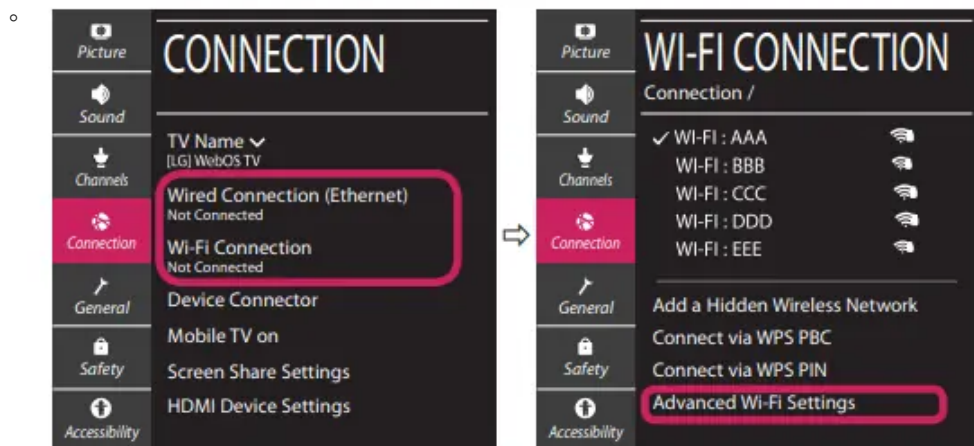 Picture
Sound
Channels
Connection
General
Safety
Accessibility
CONNECTION
TV Name
[LG] WebOS TV
Wired Connection (Ethernet)
Not Connected
Wi-Fi Connection
Not Connected
Device Connector
Mobile TV on
Screen Share Settings
HDMI Device Settings
Picture
Sound
Channels
Connection
General
Safety
Accessibility
WI-FI CONNECTION
Connection /
WI-FI : AAA
WI-FI : BBB
WI-FI : CCC
WI-FI : DDD
WI-FI : EEE
Add a Hidden Wireless Network
Connect via WPS PBC
Connect via WPS PIN
Advanced Wi-Fi Settings